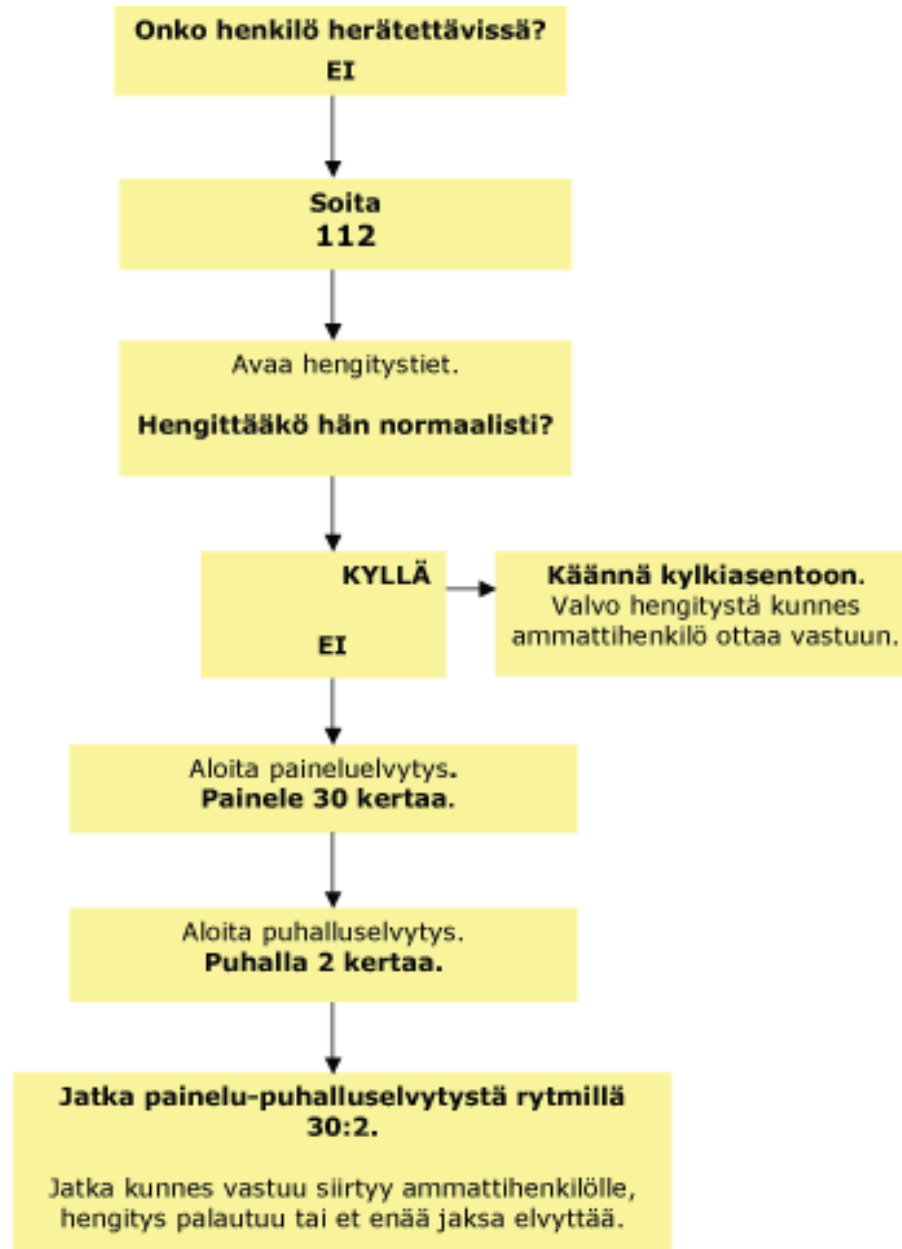 Onko henkilö herätettävissä?
EI
Soita
112
Avaa hengitystiet.
Hengittääkö hän normaalisti?
KYLLÄ
EI
Käännä kylkiasentoon.
Valvo hengitystä kunnes
ammattihenkilö ottaa vastuun.
Aloita paineluelvytys.
Painele 30 kertaa.
Aloita puhalluselvytys.
Puhalla 2 kertaa.
Jatka painelu-puhalluselvytystä rytmillä
30:2.
Jatka kunnes vastuu siirtyy ammattihenkilölle,
hengitys palautuu tai et enää jaksa elvyttää.